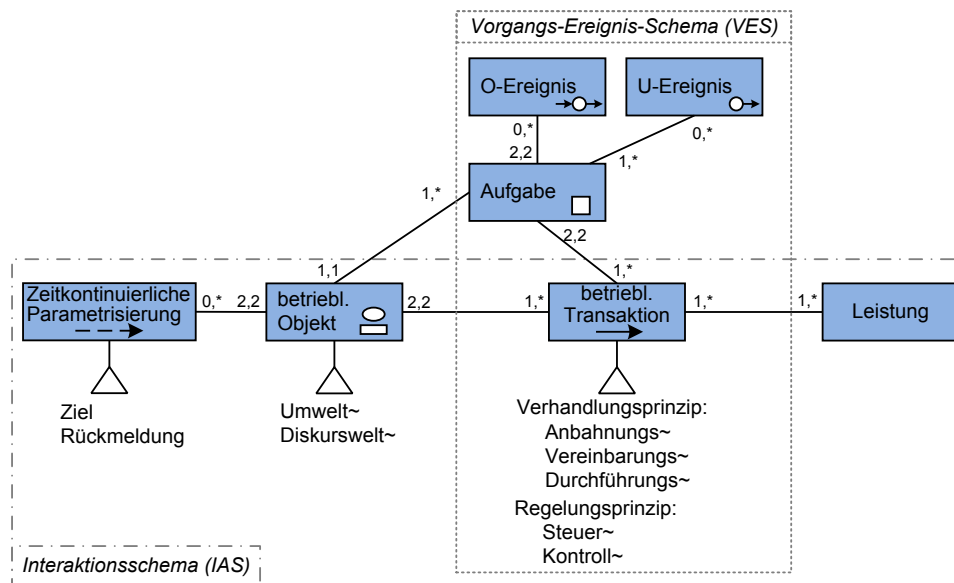 Vorgangs-Ereignis-Schema (VES)
O-Ereignis
U-Ereignis
0,*
0,*
2,2
1,*
Aufgabe
1,*
2,2
1,1
1,*
Zeitkontinuierliche
Parametrisierung
0,*
2,2
betriebl.
Objekt
2,2
1,*
betriebl.
Transaktion
1,*
1,*
Leistung
Ziel
Rückmeldung
Umwelt~
Diskurswelt~
Verhandlungsprinzip:
Anbahnungs~
Vereinbarungs~
Durchführungs~
Regelungsprinzip:
Steuer~
Kontroll~
Interaktionsschema (IAS)